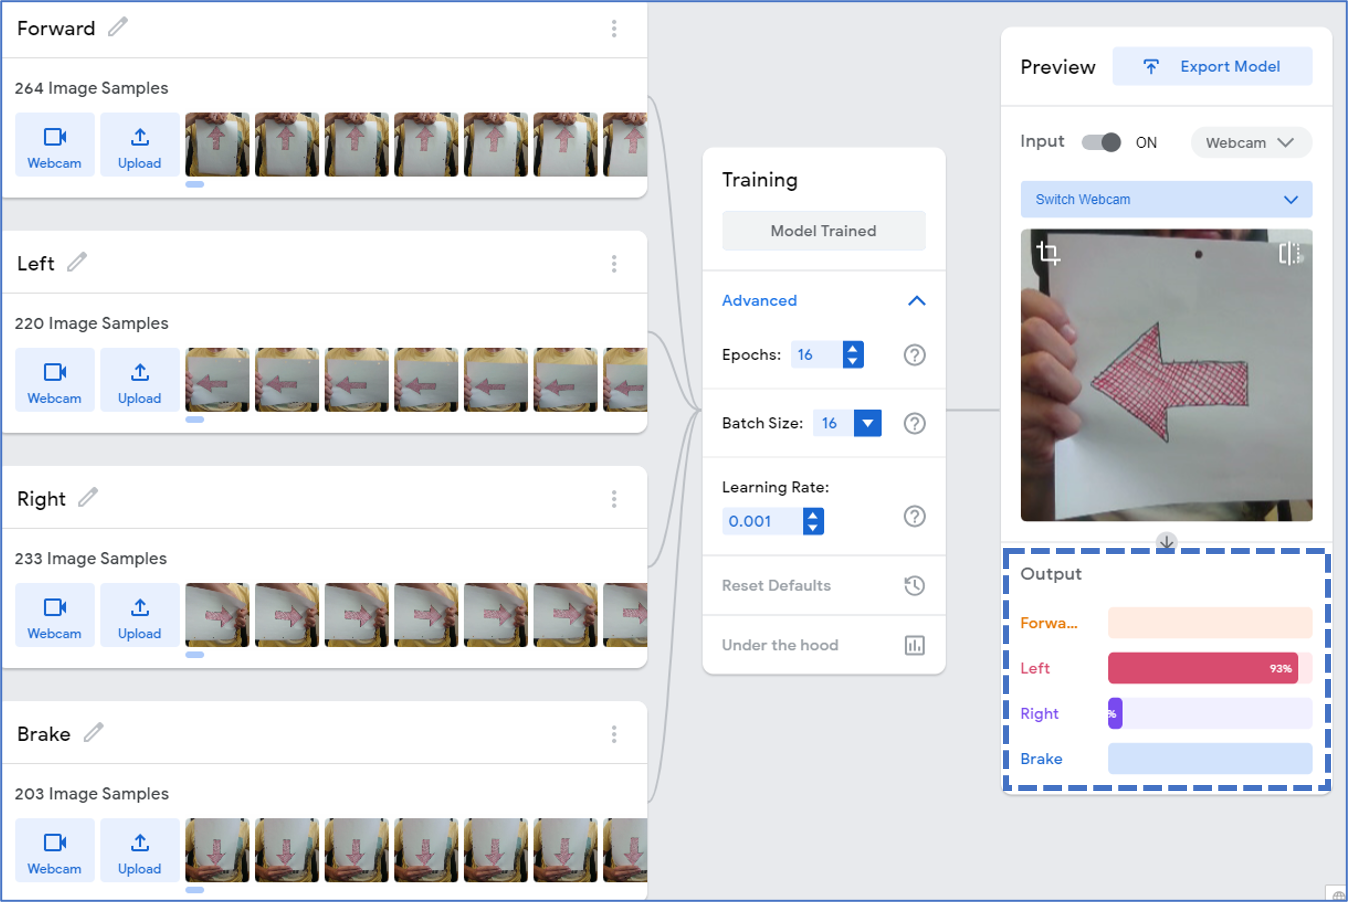 Forward
264 Image Samples
Webcam
Upload
Left
220 Image Samples
Webcam
Upload
Right
233 Image Samples
Webcam
Upload
Brake
203 Image Samples
Webcam
Upload
Training
Model Trained
Advanced
Epochs: 16
Batch Size: 16
Learning Rate:
0.001
Reset Defaults
Under the hood
Preview
Export Model
Input ON Webcam
Switch Webcam
Output
Forwa...
Left 93%
Right %
Brake